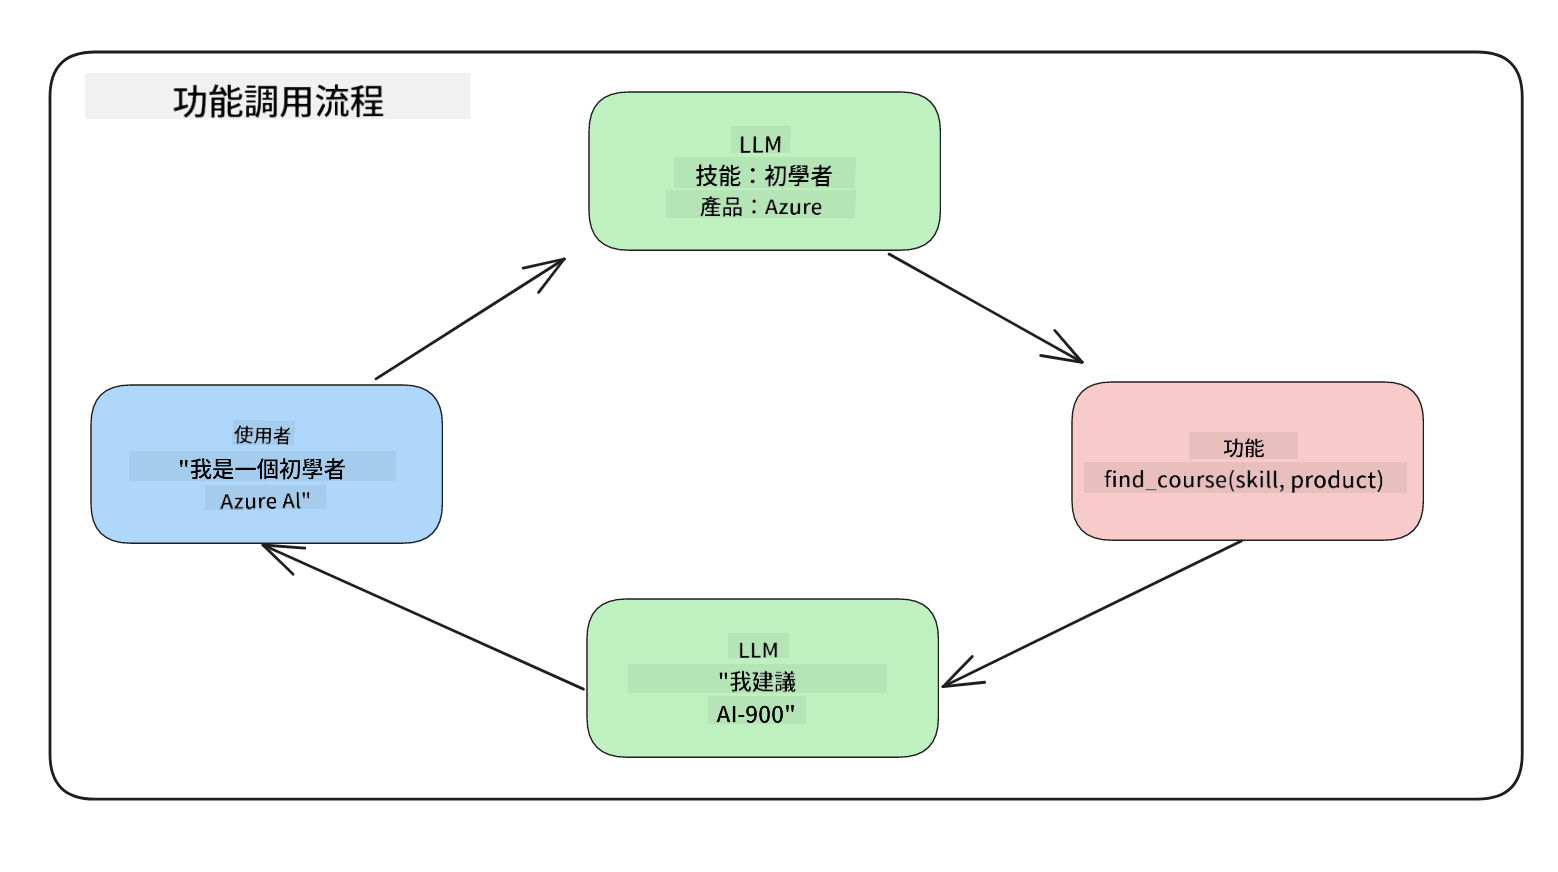 功能調用流程
LLM
技能：初學者
產品：Azure
使用者
"我是一個初學者
Azure Al"
功能
find_course(skill, product)
LLM
"我建議
AI-900"